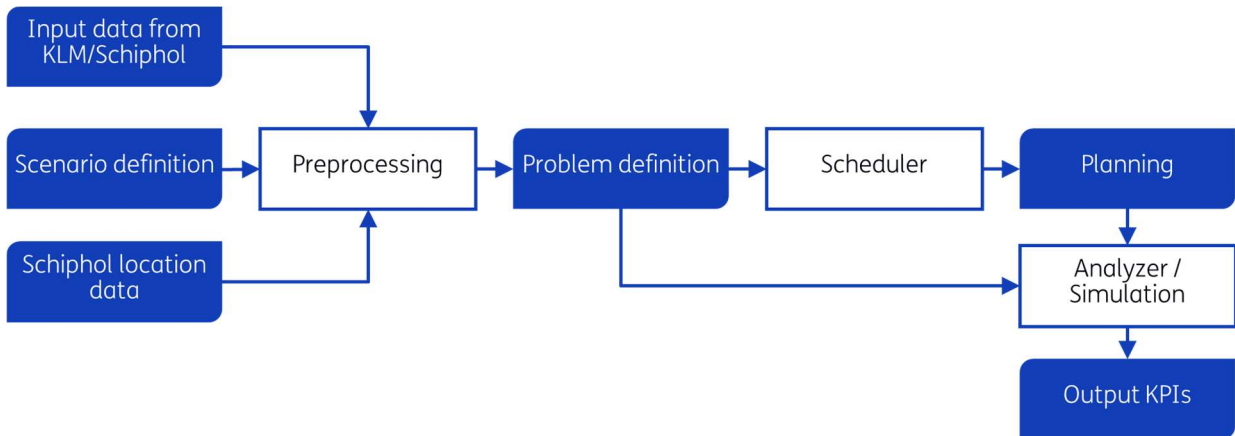 Input data from
KLM/Schiphol
Scenario definition
Preprocessing
Problem definition
Scheduler
Planning
Schiphol location
data
Analyzer /
Simulation
Output KPIs